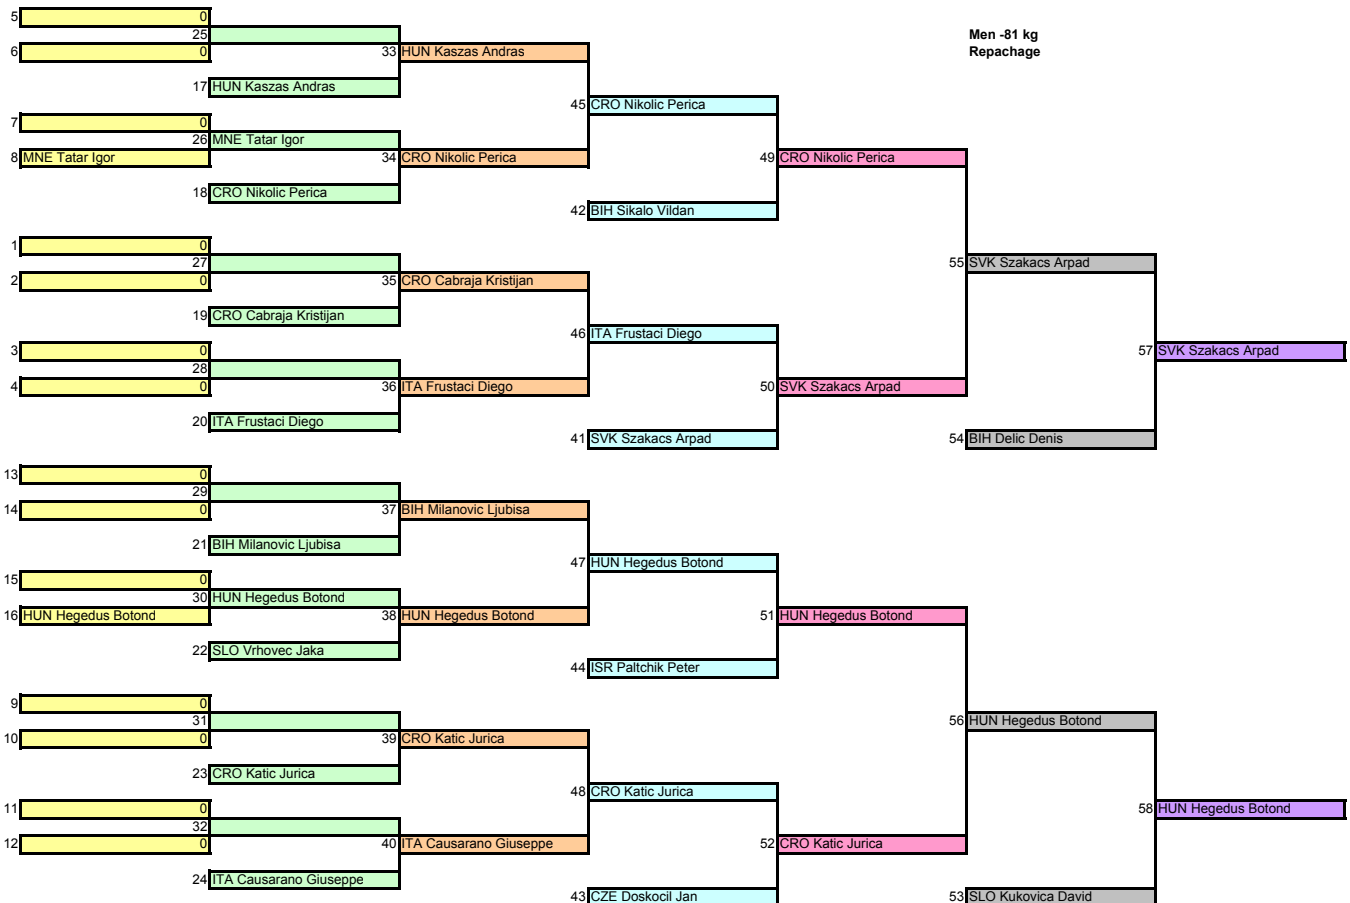 5 0
25
Men -81 kg
6 0 33 HUN Kaszas Andras
Repachage
17 HUN Kaszas Andras
45 CRO Nikolic Perica
7 0
26 MNE Tatar Igor
8 MNE Tatar Igor 34 CRO Nikolic Perica 49 CRO Nikolic Perica
18 CRO Nikolic Perica
42 BIH Sikalo Vildan
1 0
27 55 SVK Szakacs Arpad
2 0 35 CRO Cabraja Kristijan
19 CRO Cabraja Kristijan
46 ITA Frustaci Diego
3 0 57 SVK Szakacs Arpad
28
4 0 36 ITA Frustaci Diego 50 SVK Szakacs Arpad
20 ITA Frustaci Diego
41 SVK Szakacs Arpad 54 BIH Delic Denis
13 0
29
14 0 37 BIH Milanovic Ljubisa
21 BIH Milanovic Ljubisa
47 HUN Hegedus Botond
15 0
30 HUN Hegedus Botond
16 HUN Hegedus Botond 38 HUN Hegedus Botond 51 HUN Hegedus Botond
22 SLO Vrhovec Jaka
44 ISR Paltchik Peter
9 0
31 56 HUN Hegedus Botond
10 0 39 CRO Katic Jurica
23 CRO Katic Jurica
48 CRO Katic Jurica
11 0 58 HUN Hegedus Botond
32
12 0 40 ITA Causarano Giuseppe 52 CRO Katic Jurica
24 ITA Causarano Giuseppe
43 CZE Doskocil Jan 53 SLO Kukovica David